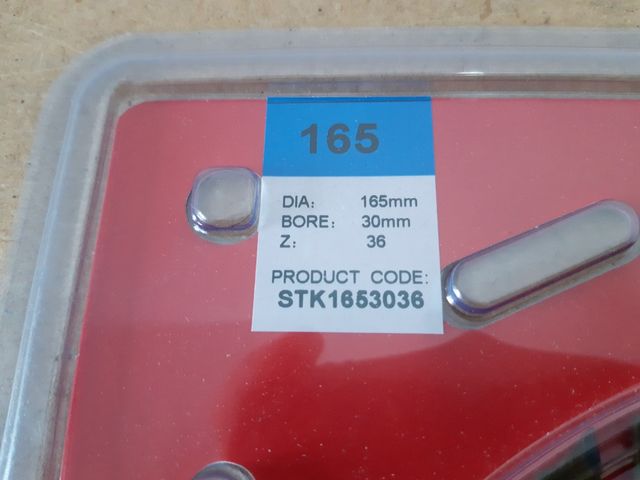 165
DIA: 165mm
BORE: 30mm
Z: 36
PRODUCT CODE:
STK1653036